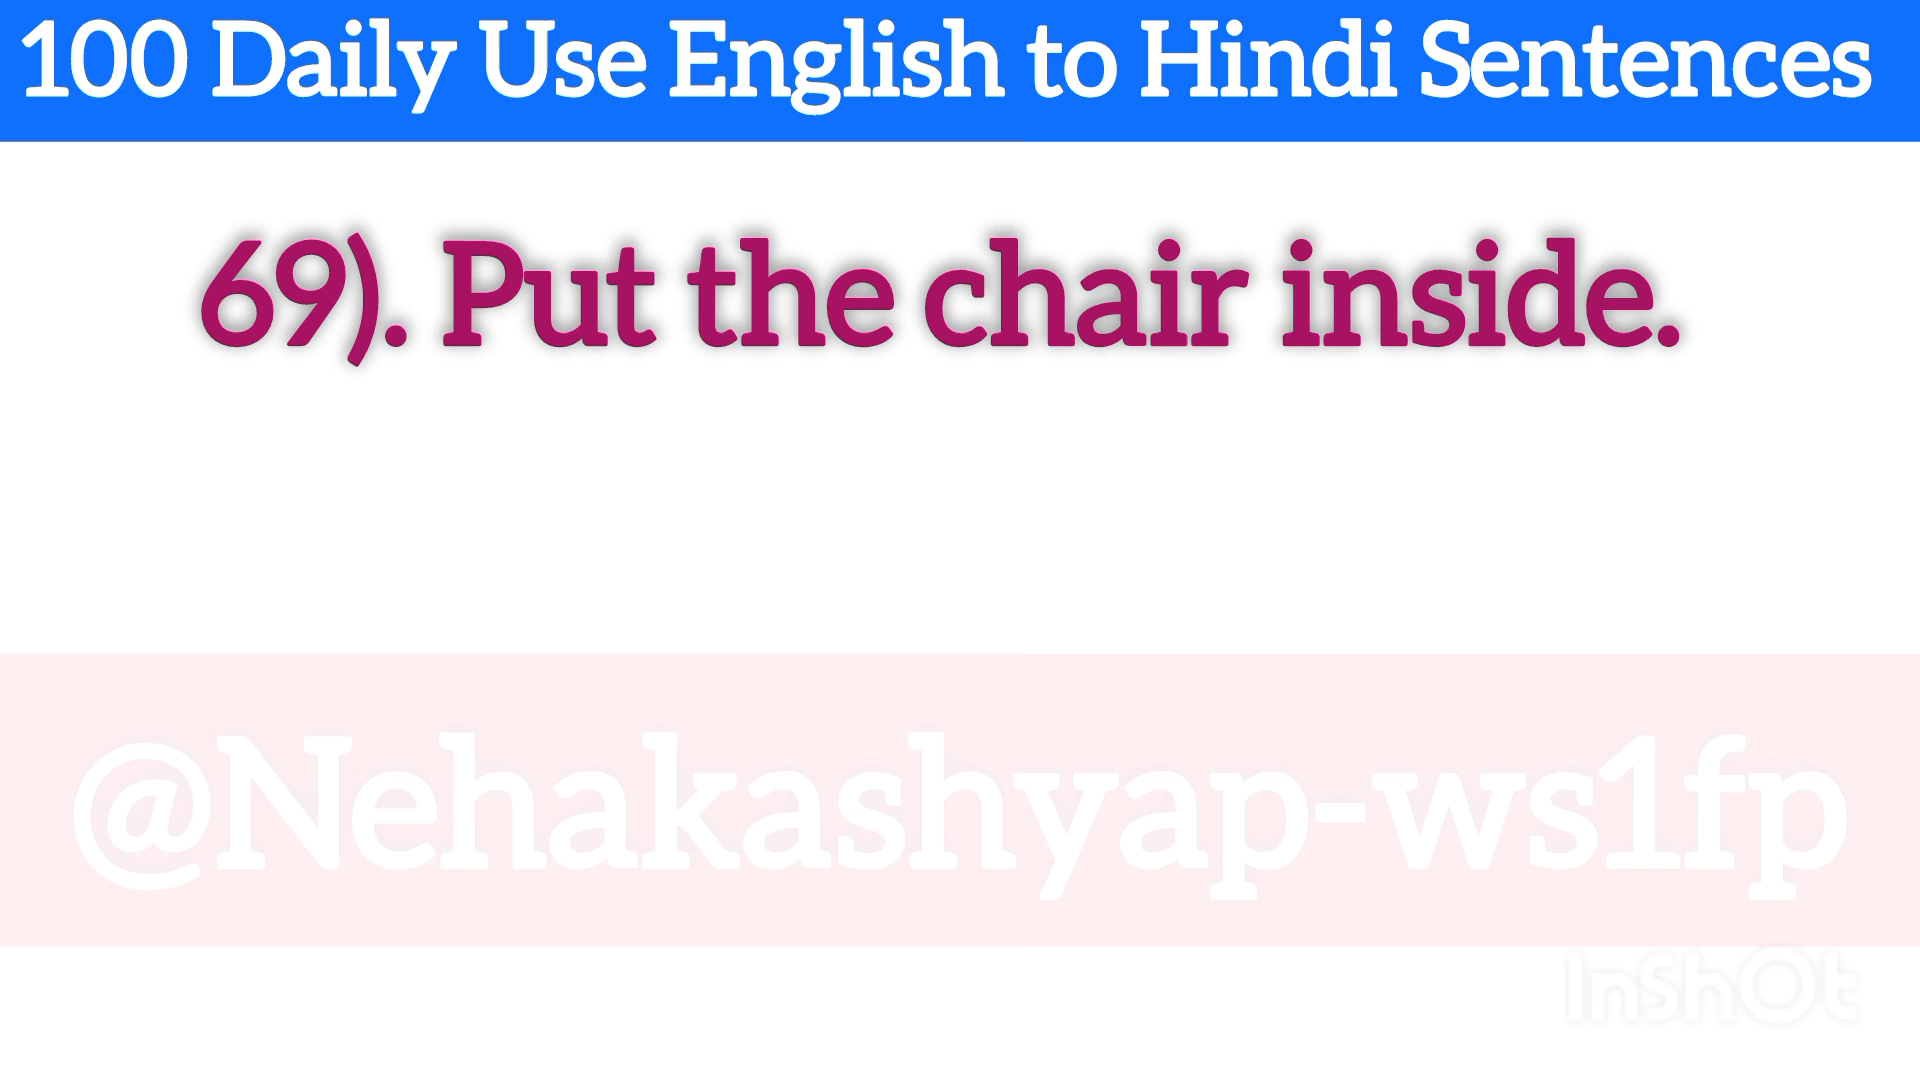 100 Daily Use English to Hindi Sentences
69). Put the chair inside.
@Nehakashyap-ws1fp
InShOt